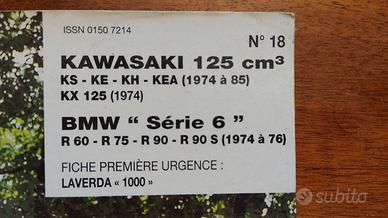 ISSN 0150 7214
N° 18
KAWASAKI 125 cm³
KS - KE - KH - KEA (1974 à 85)
KX 125 (1974)
BMW “ Série 6 ”
R 60 - R 75 - R 90 - R 90 S (1974 à 76)
FICHE PREMIÈRE URGENCE :
LAVERDA « 1000 »
subito